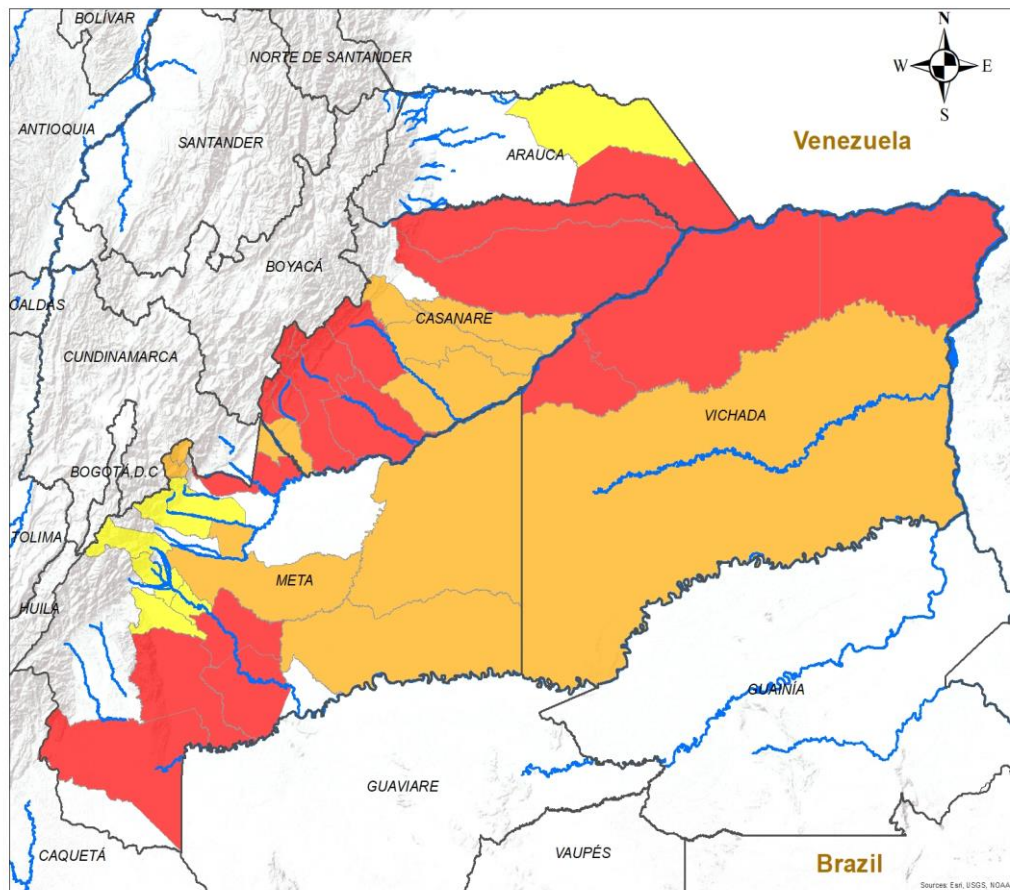 BOLÍVAR
NORTE DE SANTANDER
N
W E
S
ANTIOQUIA
SANTANDER
ARAUCA
Venezuela
BOYACÁ
CALDAS
CASANARE
CUNDINAMARCA
VICHADA
BOGOTÁ D.C
TOLIMA
META
HUILA
GUAINÍA
GUAVIARE
CAQUETÁ
VAUPÉS
Brazil
Sources: Esri, USGS, NOAA